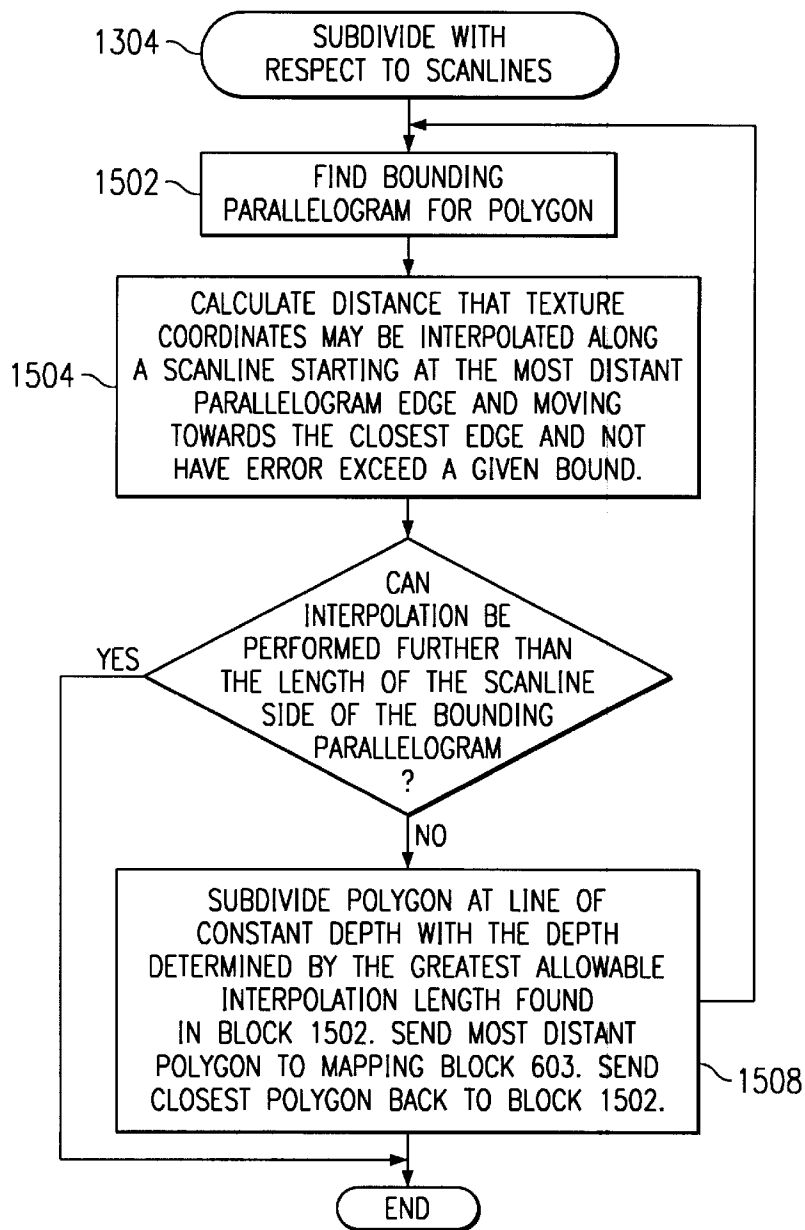 1304
SUBDIVIDE WITH
RESPECT TO SCANLINES
1502
FIND BOUNDING
PARALLELOGRAM FOR POLYGON
1504
CALCULATE DISTANCE THAT TEXTURE
COORDINATES MAY BE INTERPOLATED ALONG
A SCANLINE STARTING AT THE MOST DISTANT
PARALLELOGRAM EDGE AND MOVING
TOWARDS THE CLOSEST EDGE AND NOT
HAVE ERROR EXCEED A GIVEN BOUND.
CAN
INTERPOLATION BE
PERFORMED FURTHER THAN
THE LENGTH OF THE SCANLINE
SIDE OF THE BOUNDING
PARALLELOGRAM
?
YES
NO
SUBDIVIDE POLYGON AT LINE OF
CONSTANT DEPTH WITH THE DEPTH
DETERMINED BY THE GREATEST ALLOWABLE
INTERPOLATION LENGTH FOUND
IN BLOCK 1502. SEND MOST DISTANT
POLYGON TO MAPPING BLOCK 603. SEND
CLOSEST POLYGON BACK TO BLOCK 1502.
1508
END